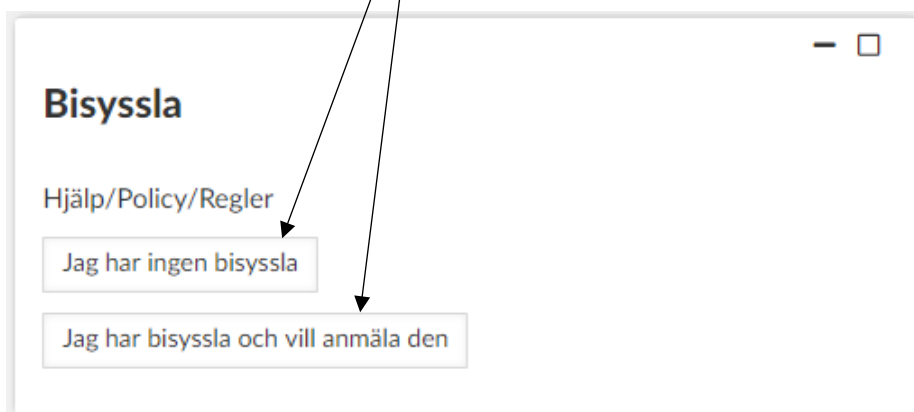 Bisyssla
Hjälp/Policy/Regler
Jag har ingen bisyssla
Jag har bisyssla och vill anmäla den